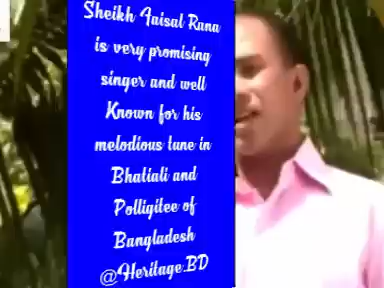 Sheikh Faisal Rana
is very promising
singer and well
Known for his
melodious tune in
Bhatiali and
Polligitee of
Bangladesh
@Heritage.BD